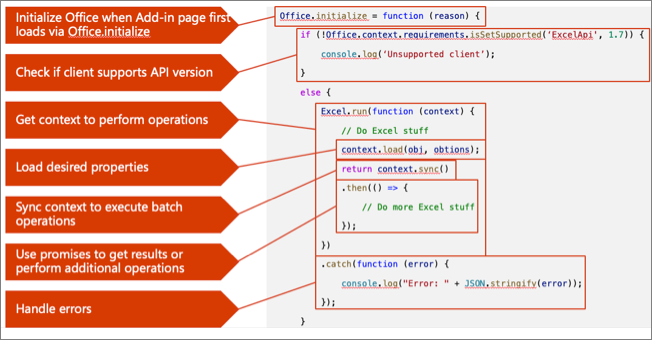 Initialize Office when Add-in page first
loads via Office.initialize
Check if client supports API version
Get context to perform operations
Load desired properties
Sync context to execute batch
operations
Use promises to get results or
perform additional operations
Handle errors
Office.initialize = function (reason) {
if (!Office.context.requirements.isSetSupported('ExcelApi', 1.7)) {
console.log('Unsupported client’);
}
else {
Excel.run(function (context) {
// Do Excel stuff
context.load(obj, obtions);
return context.sync()
.then(() => {
// Do more Excel stuff
});
})
.catch(function (error) {
console.log("Error: " + JSON.stringify(error));
});
}